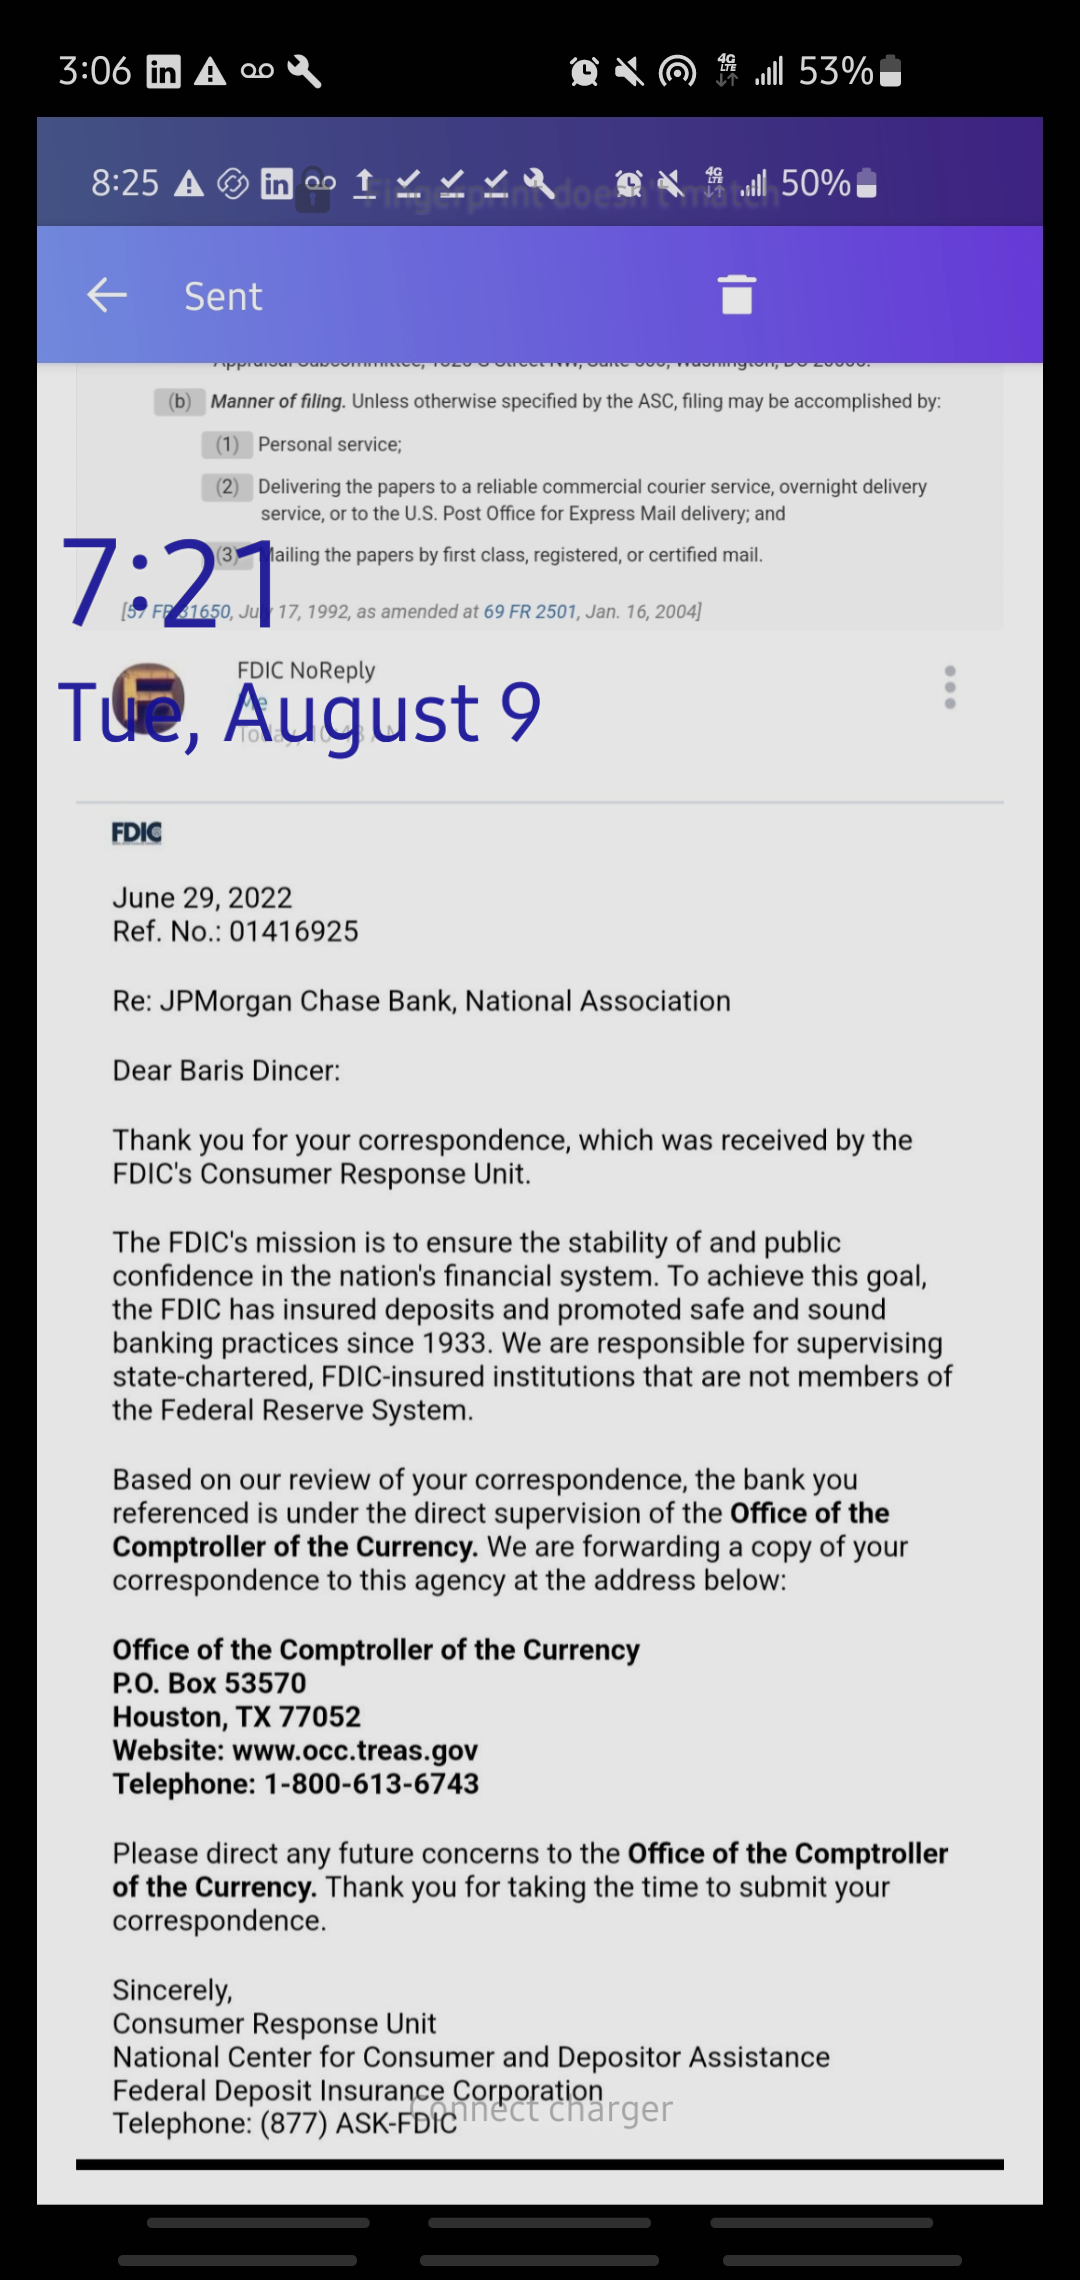 3:06 in 4G LTE 53%
8:25 in 4G LTE 50%
Fingerprint doesn't match
Sent
Appraisal Subcommittee, Street NW, Suite Washington, DC
(b) Manner of filing. Unless otherwise specified by the ASC, filing may be accomplished by:
(1) Personal service;
(2) Delivering the papers to a reliable commercial courier service, overnight delivery
service, or to the U.S. Post Office for Express Mail delivery; and
(3) Mailing the papers by first class, registered, or certified mail.
7:21
[57 FR 31650, July 17, 1992, as amended at 69 FR 2501, Jan. 16, 2004]
FDIC NoReply
Me
Tue, August 9
Today,
FDIC
June 29, 2022
Ref. No.: 01416925
Re: JPMorgan Chase Bank, National Association
Dear Baris Dincer:
Thank you for your correspondence, which was received by the
FDIC's Consumer Response Unit.
The FDIC's mission is to ensure the stability of and public
confidence in the nation's financial system. To achieve this goal,
the FDIC has insured deposits and promoted safe and sound
banking practices since 1933. We are responsible for supervising
state-chartered, FDIC-insured institutions that are not members of
the Federal Reserve System.
Based on our review of your correspondence, the bank you
referenced is under the direct supervision of the Office of the
Comptroller of the Currency. We are forwarding a copy of your
correspondence to this agency at the address below:
Office of the Comptroller of the Currency
P.O. Box 53570
Houston, TX 77052
Website: www.occ.treas.gov
Telephone: 1-800-613-6743
Please direct any future concerns to the Office of the Comptroller
of the Currency. Thank you for taking the time to submit your
correspondence.
Sincerely,
Consumer Response Unit
National Center for Consumer and Depositor Assistance
Federal Deposit Insurance Corporation
Connect charger
Telephone: (877) ASK-FDIC